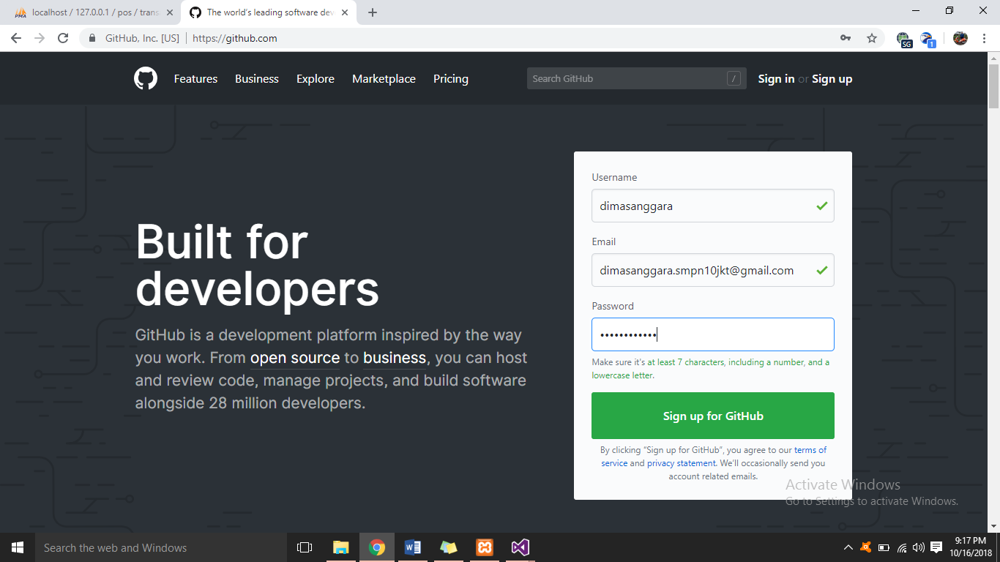 PMA localhost / 127.0.0.1 / pos / trans
The world's leading software dev
GitHub, Inc. [US] https://github.com
SG
1
Features Business Explore Marketplace Pricing
Search GitHub /
Sign in or Sign up
Built for
developers
GitHub is a development platform inspired by the way
you work. From open source to business, you can host
and review code, manage projects, and build software
alongside 28 million developers.
Username
dimasanggara
Email
dimasanggara.smpn10jkt@gmail.com
Password
••••••••••••
Make sure it's at least 7 characters, including a number, and a
lowercase letter.
Sign up for GitHub
By clicking "Sign up for GitHub", you agree to our terms of
service and privacy statement. We'll occasionally send you
account related emails.
Activate Windows
Go to Settings to activate Windows.
Search the web and Windows
9:17 PM
10/16/2018